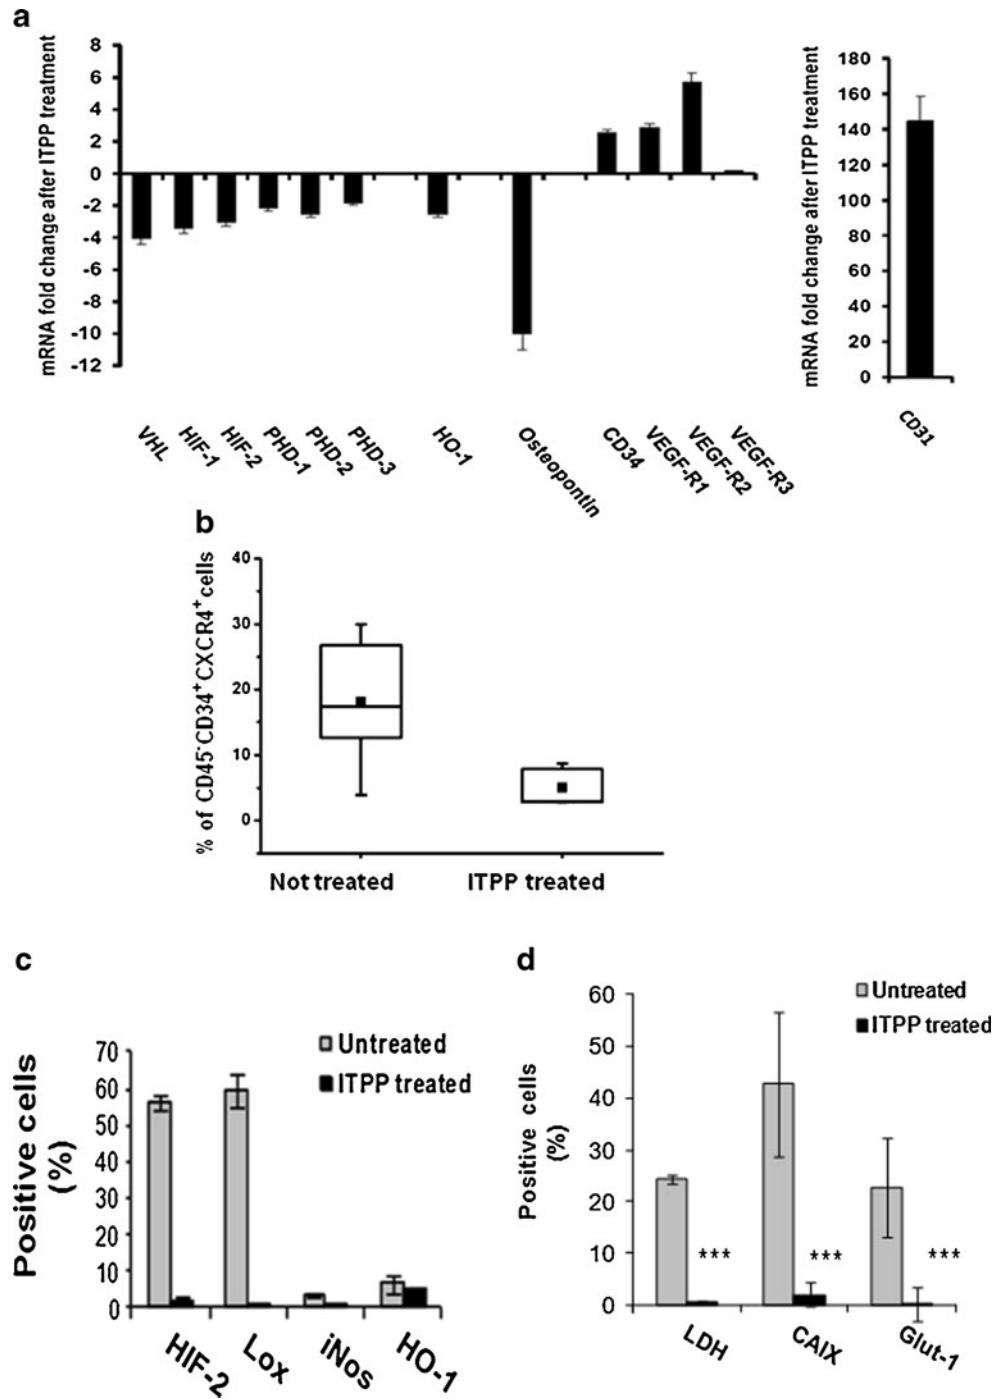 a
mRNA fold change after ITPP treatment
8
6
4
2
0
-2
-4
-6
-8
-10
-12
VHL
HIF-1
HIF-2
PHD-1
PHD-2
PHD-3
HO-1
Osteopontin
CD34
VEGF-R1
VEGF-R2
VEGF-R3
mRNA fold change after ITPP treatment
180
160
140
120
100
80
60
40
20
0
CD31
b
% of CD45⁻CD34⁺CXCR4⁺cells
40
30
20
10
0
Not treated
ITPP treated
c
Positive cells
(%)
70
60
50
40
30
20
10
0
Untreated
ITPP treated
HIF-2
Lox
iNos
HO-1
d
Positive cells
(%)
60
50
40
30
20
10
0
Untreated
ITPP treated
***
***
***
LDH
CAIX
Glut-1